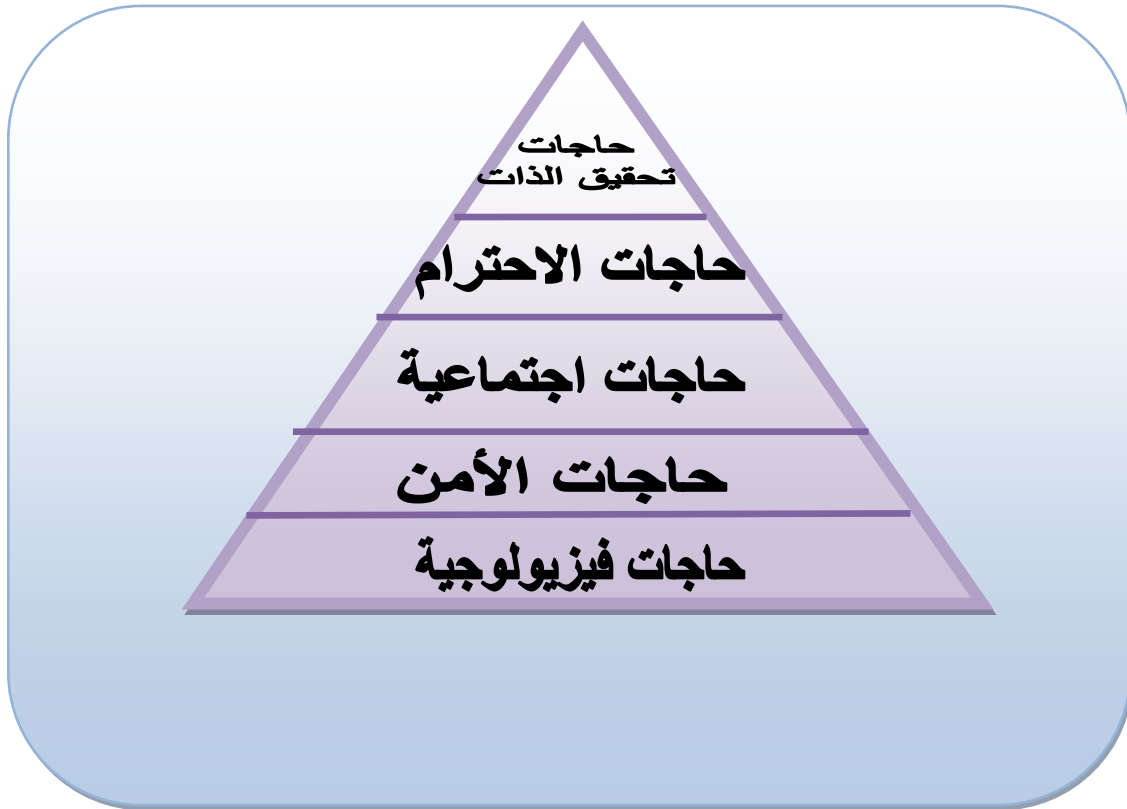 حاجات
تحقيق الذات
حاجات الاحترام
حاجات اجتماعية
حاجات الأمن
حاجات فيزيولوجية